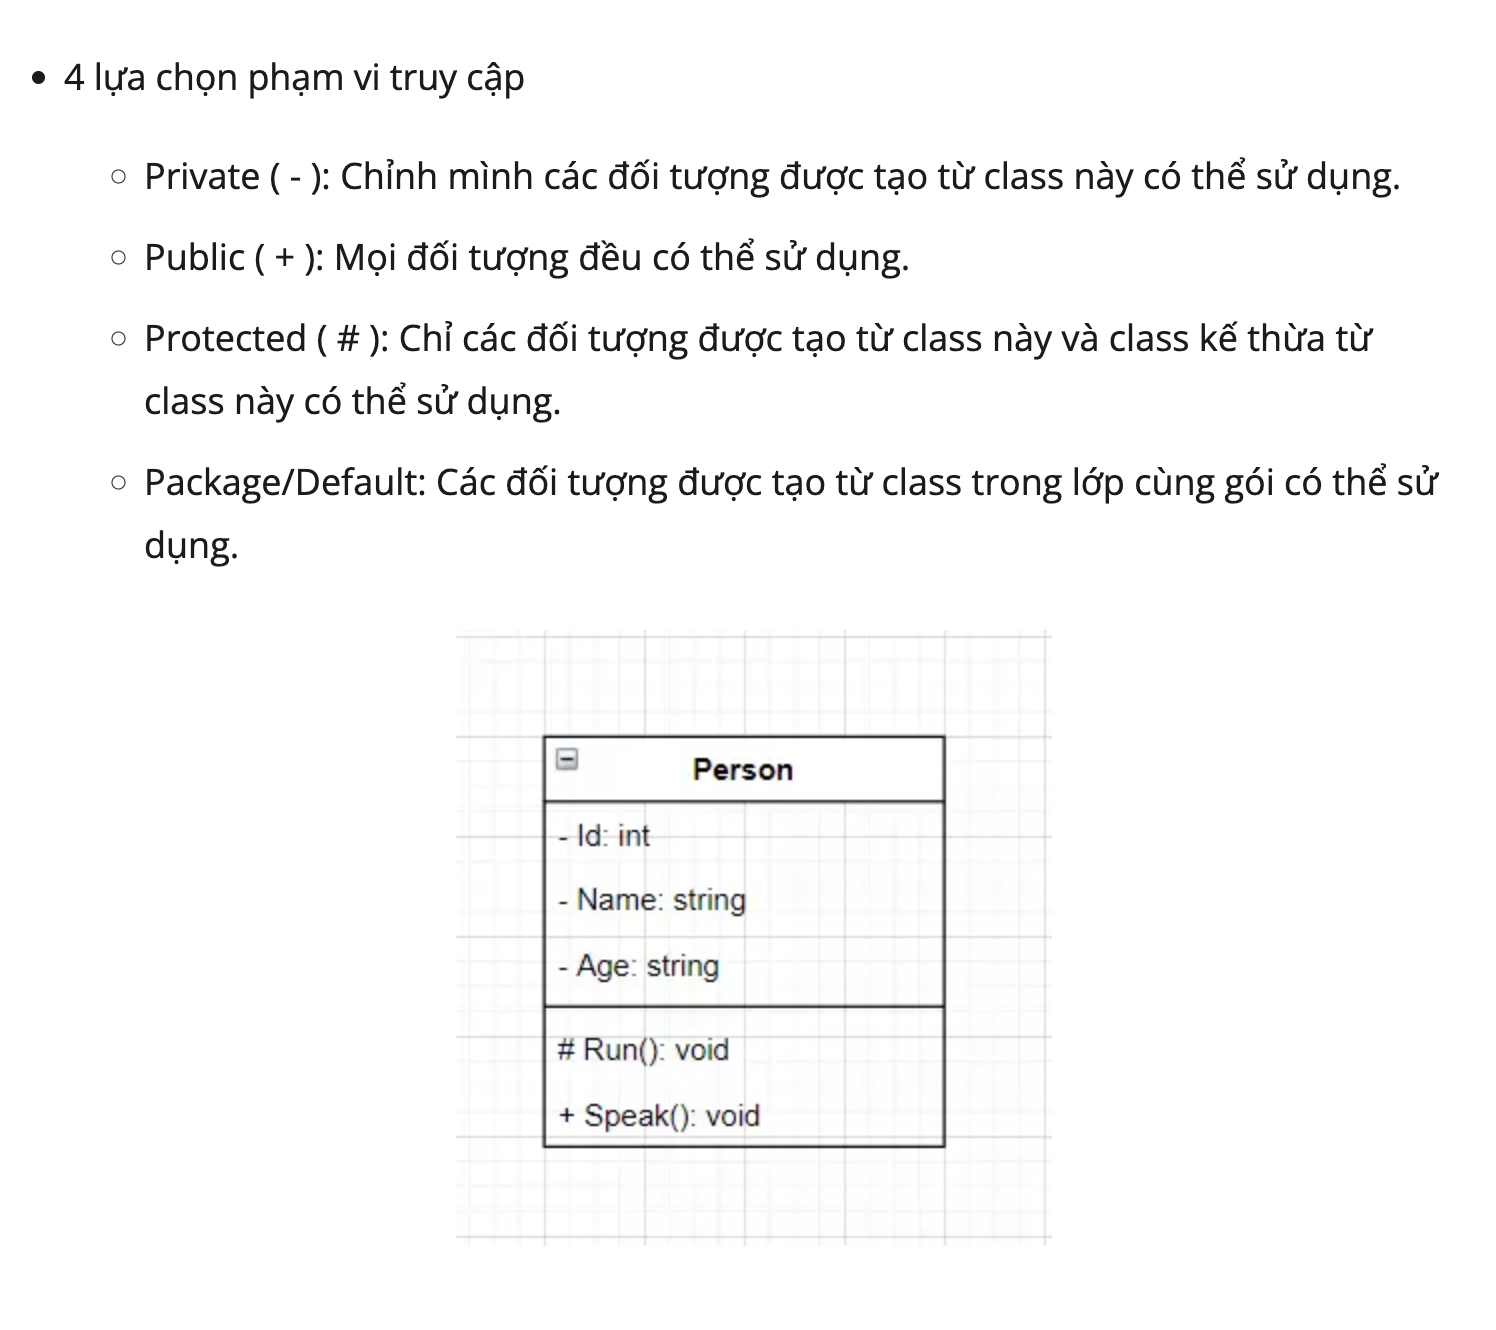 4 lựa chọn phạm vi truy cập
Private ( - ): Chỉnh mình các đối tượng được tạo từ class này có thể sử dụng.
Public ( + ): Mọi đối tượng đều có thể sử dụng.
Protected ( # ): Chỉ các đối tượng được tạo từ class này và class kế thừa từ
class này có thể sử dụng.
Package/Default: Các đối tượng được tạo từ class trong lớp cùng gói có thể sử
dụng.
Person
- Id: int
- Name: string
- Age: string
# Run(): void
+ Speak(): void